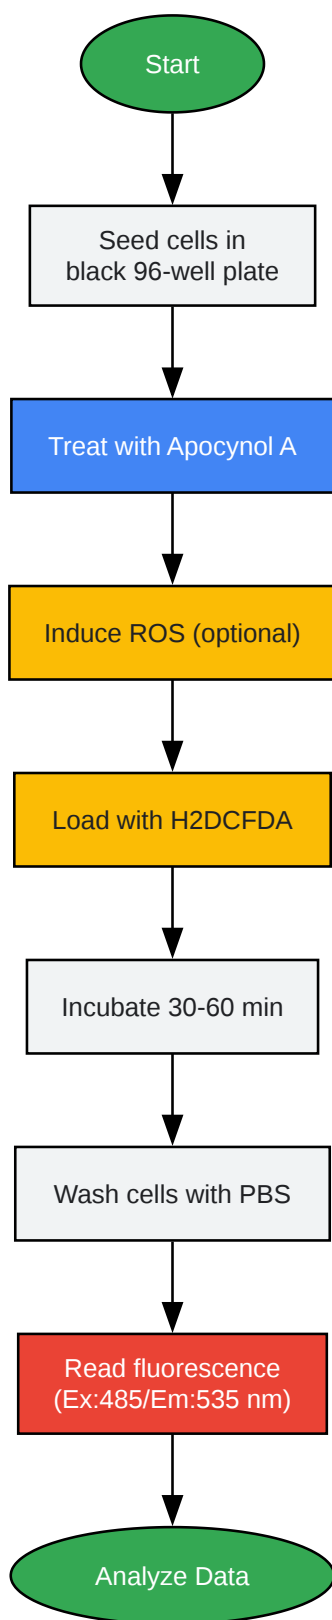 Start
Seed cells in
black 96-well plate
Treat with Apocynol A
Induce ROS (optional)
Load with H2DCFDA
Incubate 30-60 min
Wash cells with PBS
Read fluorescence
(Ex:485/Em:535 nm)
Analyze Data